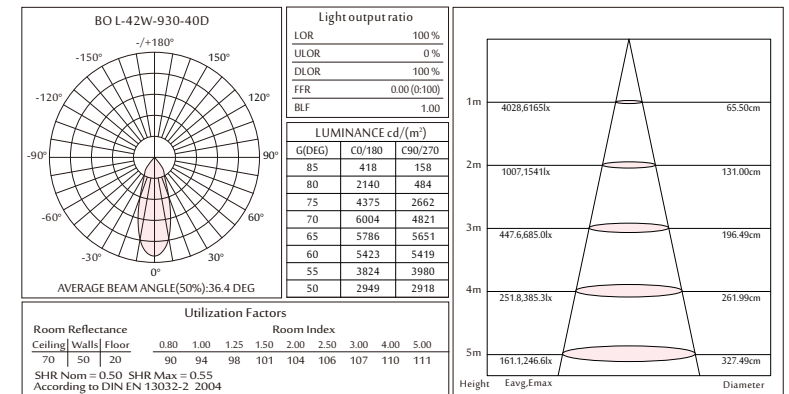 BO L-42W-930-40D
-/+180°
-150° 150°
-120° 120°
-90° 90°
-60° 60°
-30° 30°
0°
AVERAGE BEAM ANGLE(50%):36.4 DEG
Light output ratio
LOR 100 %
ULOR 0 %
DLOR 100 %
FFR 0.00 (0:100)
BLF 1.00
LUMINANCE cd/(m²)
G(DEG) C0/180 C90/270
85 418 158
80 2140 484
75 4375 2662
70 6004 4821
65 5786 5651
60 5423 5419
55 3824 3980
50 2949 2918
Utilization Factors
Room Reflectance Room Index
Ceiling Walls Floor 0.80 1.00 1.25 1.50 2.00 2.50 3.00 4.00 5.00
70 50 20 90 94 98 101 104 106 107 110 111
SHR Nom = 0.50 SHR Max = 0.55
According to DIN EN 13032-2 2004
1m 4028,6165lx 65.50cm
2m 1007,1541lx 131.00cm
3m 447.6,685.0lx 196.49cm
4m 251.8,385.3lx 261.99cm
5m 161.1,246.6lx 327.49cm
Height Eavg,Emax Diameter